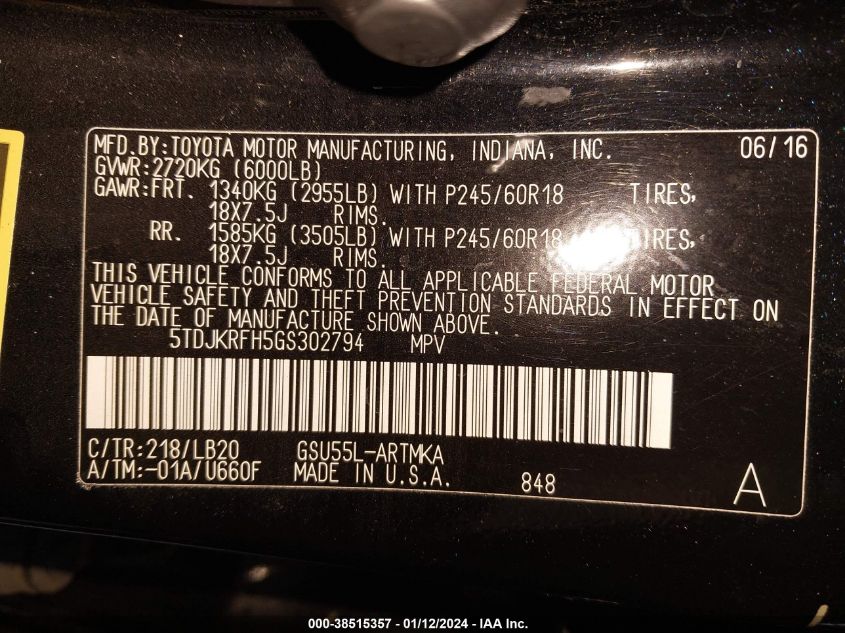 MFD.BY:TOYOTA MOTOR MANUFACTURING, INDIANA, INC. 06/16
GVWR:2720KG (6000LB)
GAWR:FRT. 1340KG (2955LB) WITH P245/60R18 TIRES,
18X7.5J RIMS.
RR. 1585KG (3505LB) WITH P245/60R18 TIRES,
18X7.5J RIMS.
THIS VEHICLE CONFORMS TO ALL APPLICABLE FEDERAL MOTOR
VEHICLE SAFETY AND THEFT PREVENTION STANDARDS IN EFFECT ON
THE DATE OF MANUFACTURE SHOWN ABOVE.
5TDJKRFH5GS302794 MPV
C/TR:218/LB20 GSU55L-ARTMKA
A/TM:-01A/U660F MADE IN U.S.A. 848 A
000-38515357 - 01/12/2024 - IAA Inc.